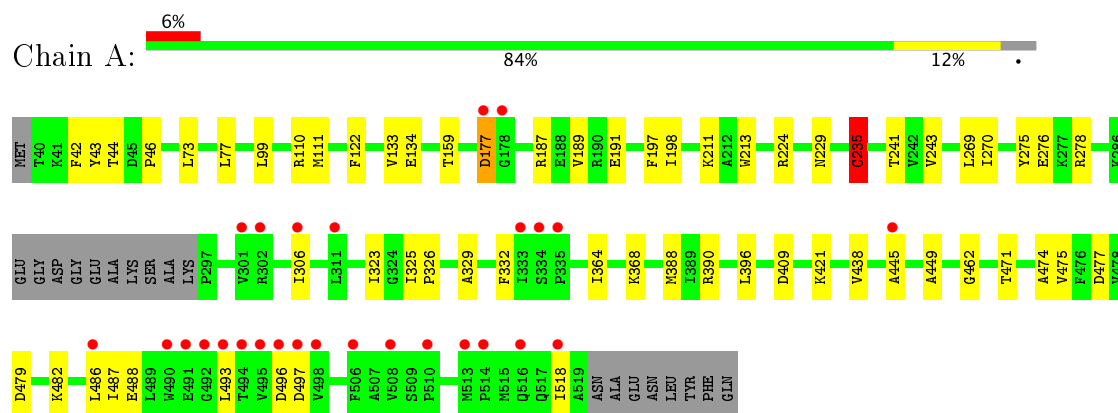 6%
Chain A:
84% 12% •
MET T40 K41 F42 Y43 T44 D45 P46 L73 L77 L99 R110 M111 F122 V133 E134 T159 D177 G178 R187 E188 V189 R190 E191 F197 I198 K211 A212 W213 R224 N229 C235 T241 V242 V243 L269 I270 Y275 E276 K277 R278 K286
GLU GLY ASP GLY GLU ALA LYS SER ALA LYS P297 V301 R302 I306 L311 I323 G324 I325 P326 A329 F332 I333 S334 P335 I364 K368 M388 I389 R390 L396 D409 K421 V438 A445 A449 G462 T471 A474 V475 F476 D477 V478
D479 K482 L486 I487 E488 L489 W490 E491 G492 L493 T494 V495 D496 D497 V498 F506 A507 V508 S509 P510 M513 P514 M515 Q516 Q517 I518 A519 ASN ALA GLU ASN LEU TYR PHE GLN